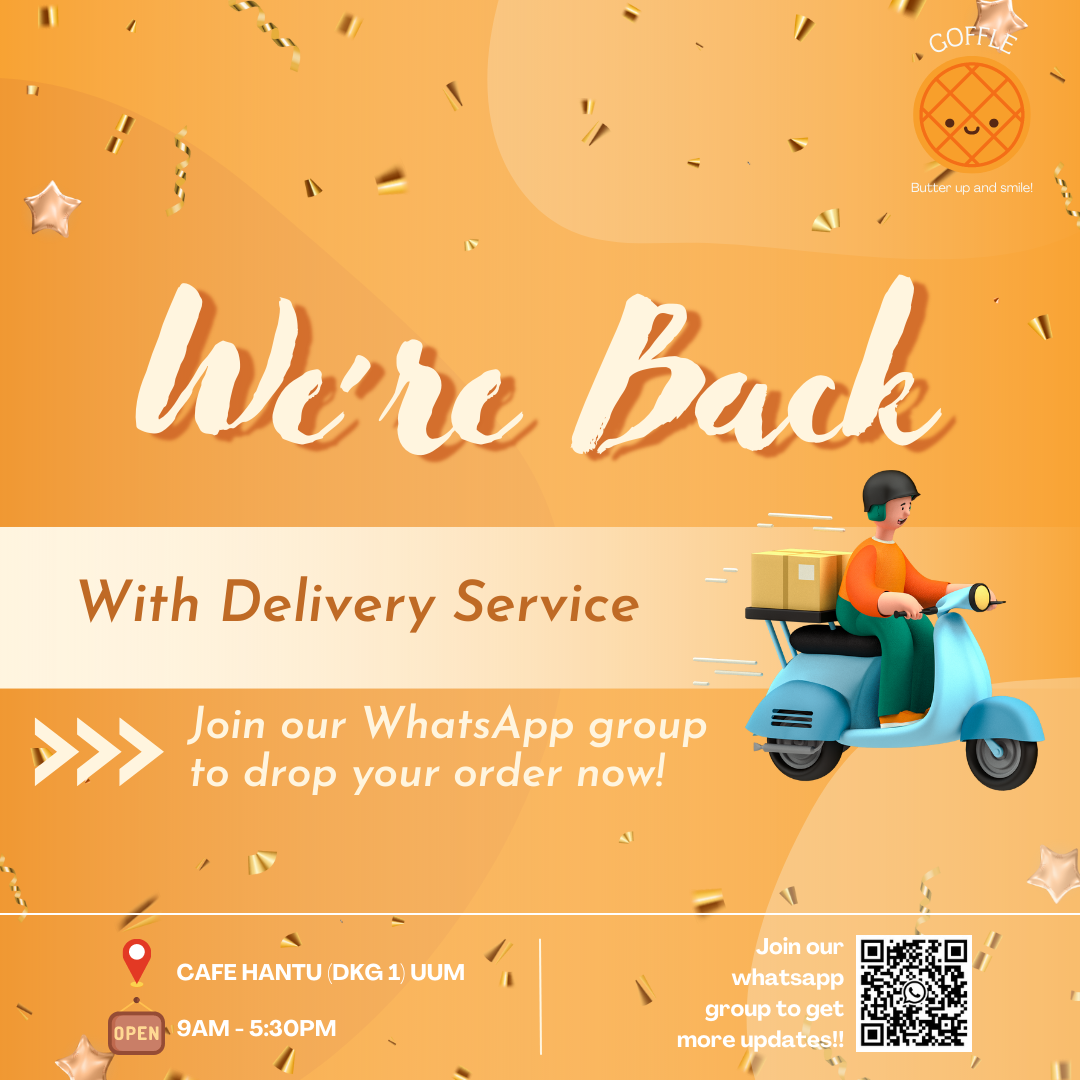 GOFFLE
Butter up and smile!
We're Back
With Delivery Service
Join our WhatsApp group
to drop your order now!
CAFE HANTU (DKG 1) UUM
OPEN
9AM - 5:30PM
Join our
whatsapp
group to get
more updates!!